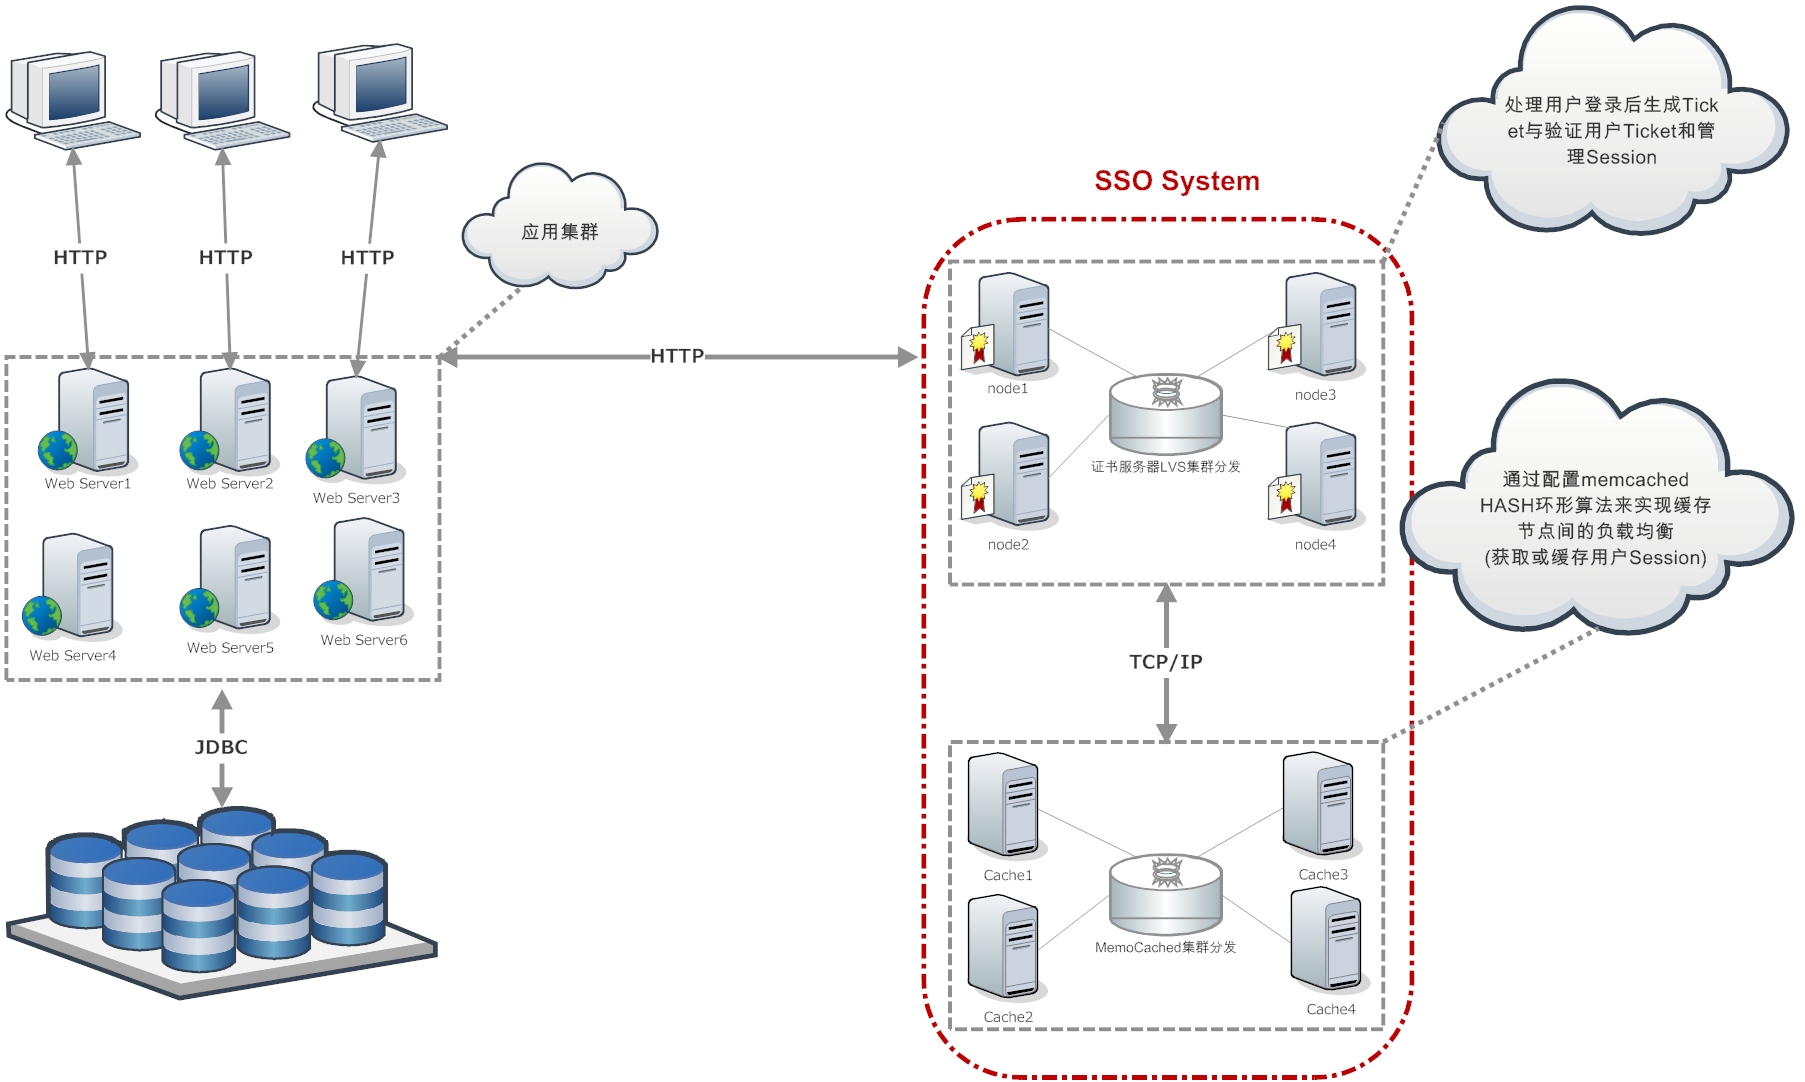 处理用户登录后生成Tick
et与验证用户Ticket和管
理Session
SSO System
应用集群
HTTP
HTTP
HTTP
HTTP
node1
node3
证书服务器LVS集群分发
node2
node4
Web Server1
Web Server2
Web Server3
Web Server4
Web Server5
Web Server6
通过配置memcached
HASH环形算法来实现缓存
节点间的负载均衡
(获取或缓存用户Session)
TCP/IP
JDBC
Cache1
Cache3
MemoCached集群分发
Cache2
Cache4